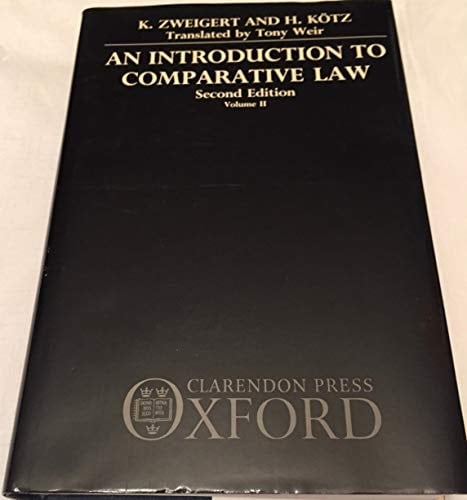 K. ZWEIGERT AND H. KÖTZ
Translated by Tony Weir
AN INTRODUCTION TO
COMPARATIVE LAW
Second Edition
Volume II
CLARENDON PRESS
OXFORD